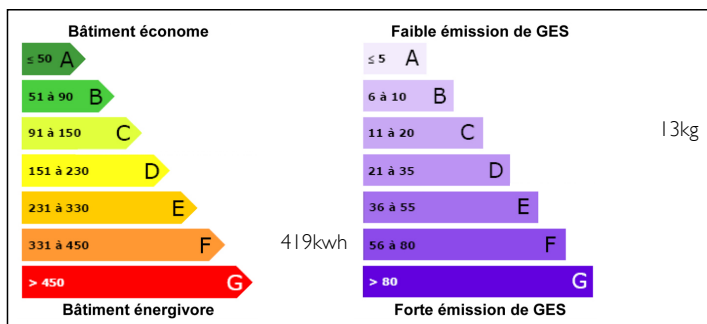 Bâtiment économe
≤ 50 A
51 à 90 B
91 à 150 C
151 à 230 D
231 à 330 E
331 à 450 F
419kwh
> 450 G
Bâtiment énergivore
Faible émission de GES
≤ 5 A
6 à 10 B
11 à 20 C
13kg
21 à 35 D
36 à 55 E
56 à 80 F
> 80 G
Forte émission de GES